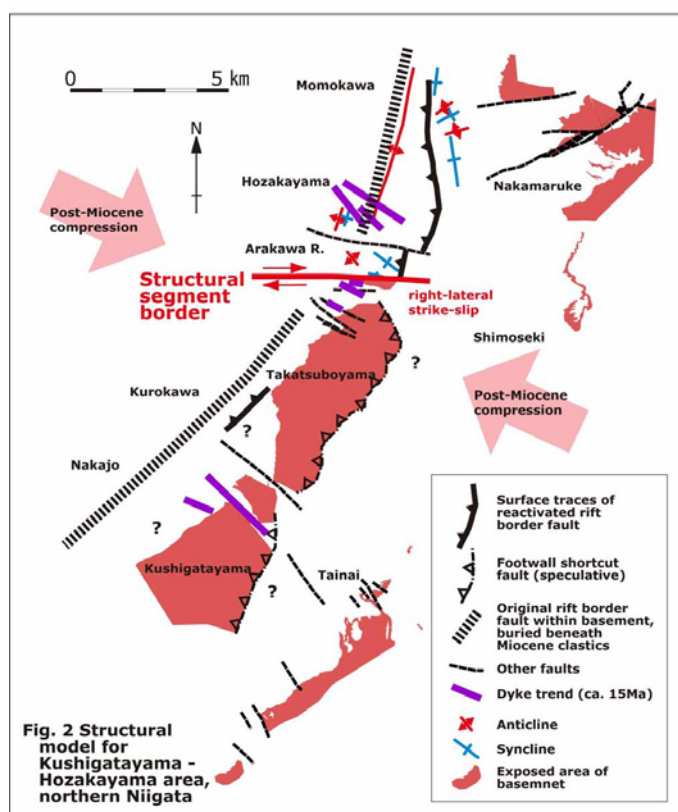 0 5 km
Momokawa
N
Nakamaruke
Hozakayama
Post-Miocene
compression
Arakawa R.
Structural
segment
border
right-lateral
strike-slip
Shimoseki
Takatsuboyama
?
Kurokawa
Post-Miocene
compression
?
Nakajo
?
Kushigatayama
?
Tainai
Surface traces of
reactivated rift
border fault
Footwall shortcut
fault (speculative)
Original rift border
fault within basement,
buried beneath
Miocene clastics
Other faults
Dyke trend (ca. 15Ma)
Anticline
Syncline
Exposed area of
basemnet
Fig. 2 Structural
model for
Kushigatayama -
Hozakayama area,
northern Niigata